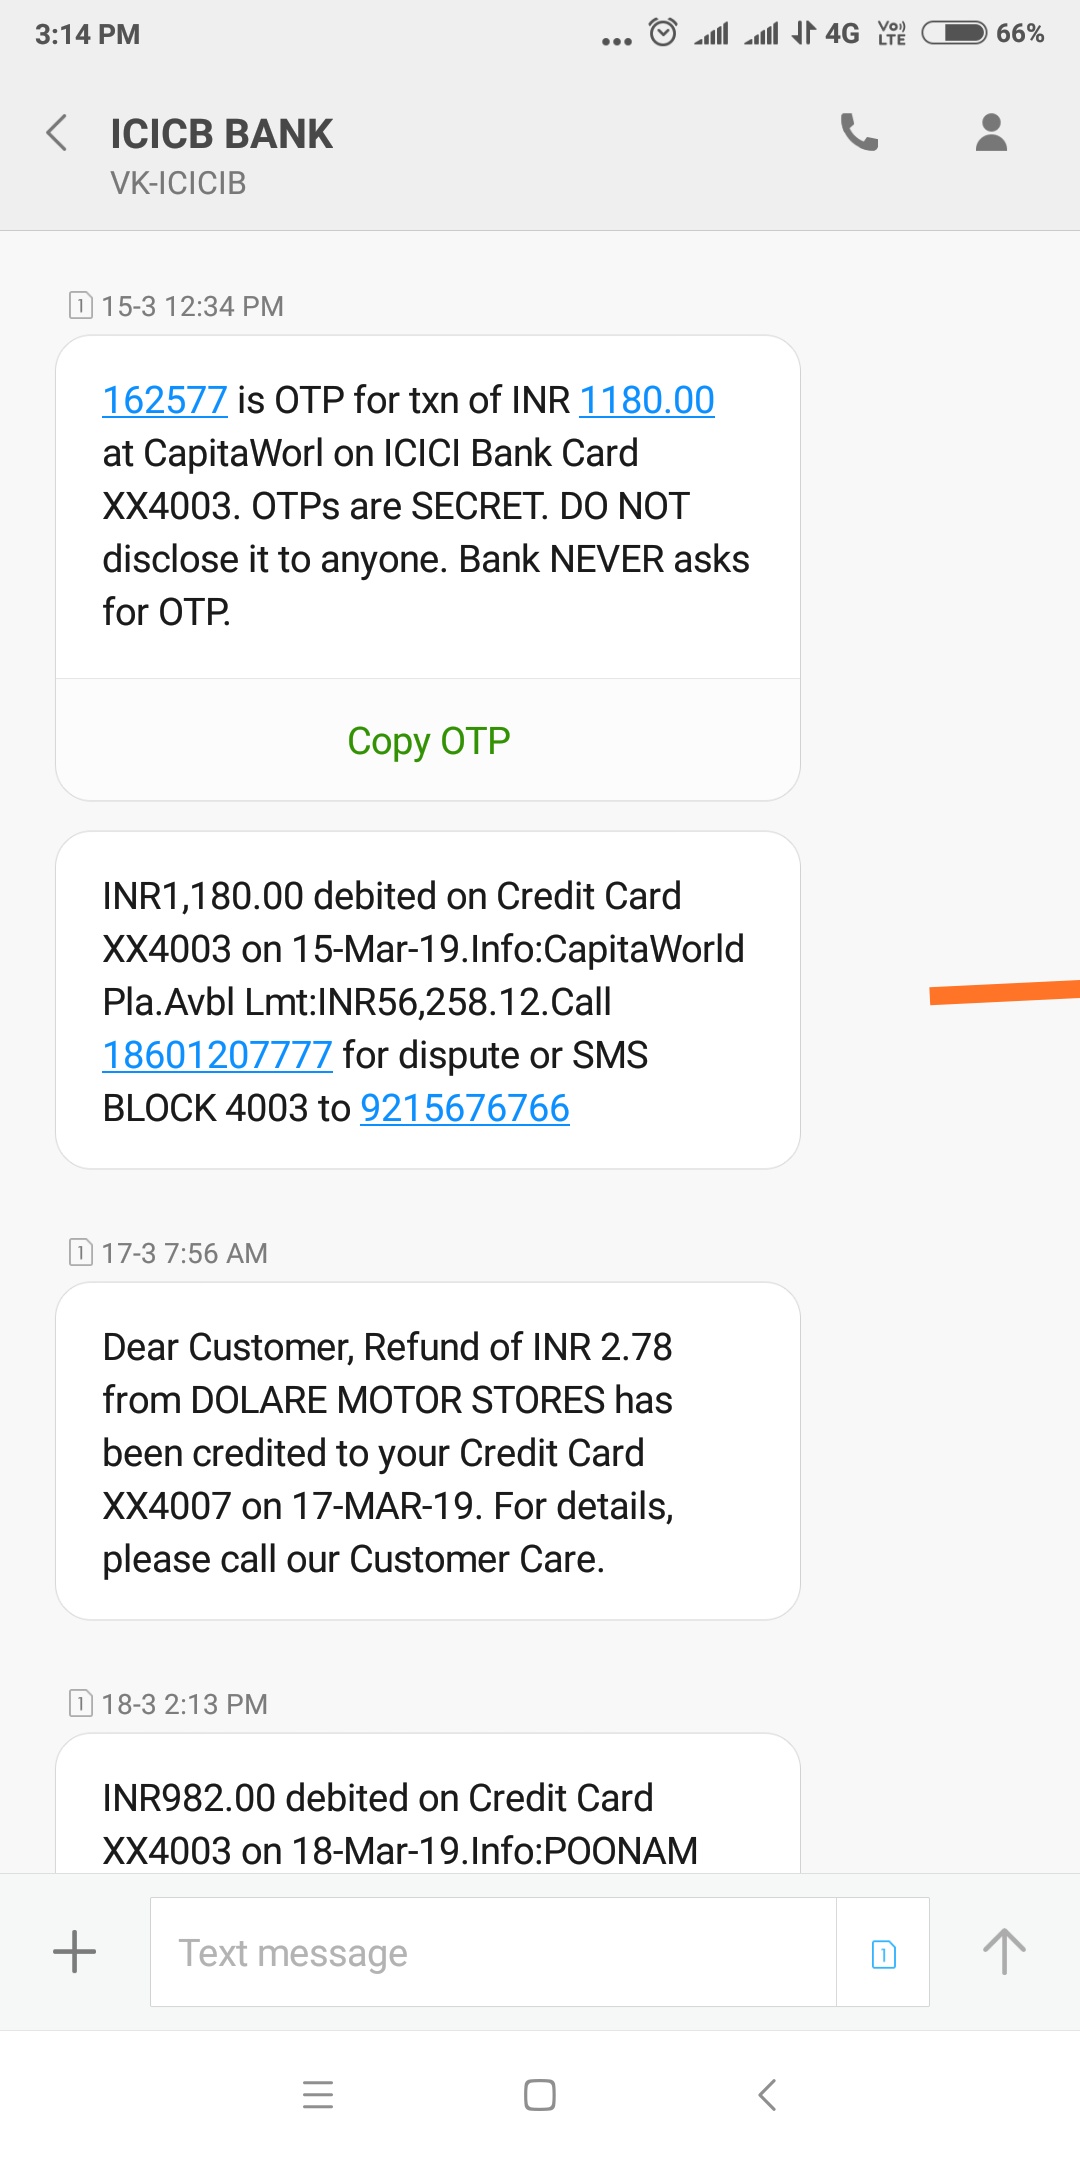 3:14 PM
... 4G VoLTE 66%
ICICB BANK
VK-ICICIB
1 15-3 12:34 PM
162577 is OTP for txn of INR 1180.00
at CapitaWorl on ICICI Bank Card
XX4003. OTPs are SECRET. DO NOT
disclose it to anyone. Bank NEVER asks
for OTP.
Copy OTP
INR1,180.00 debited on Credit Card
XX4003 on 15-Mar-19.Info:CapitaWorld
Pla.Avbl Lmt:INR56,258.12.Call
18601207777 for dispute or SMS
BLOCK 4003 to 9215676766
1 17-3 7:56 AM
Dear Customer, Refund of INR 2.78
from DOLARE MOTOR STORES has
been credited to your Credit Card
XX4007 on 17-MAR-19. For details,
please call our Customer Care.
1 18-3 2:13 PM
INR982.00 debited on Credit Card
XX4003 on 18-Mar-19.Info:POONAM
Text message
1